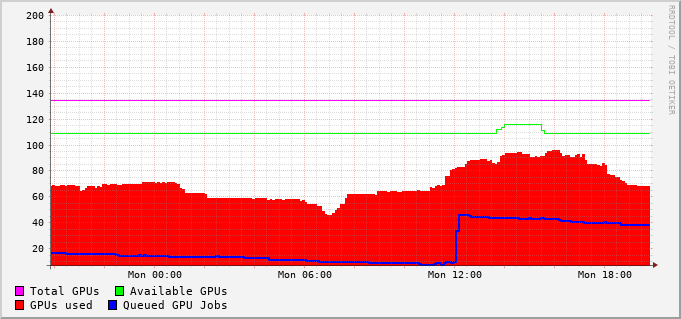 RRDTOOL / TOBI OETIKER
200
180
160
140
120
100
80
60
40
20
Mon 00:00 Mon 06:00 Mon 12:00 Mon 18:00
Total GPUs Available GPUs
GPUs used Queued GPU Jobs